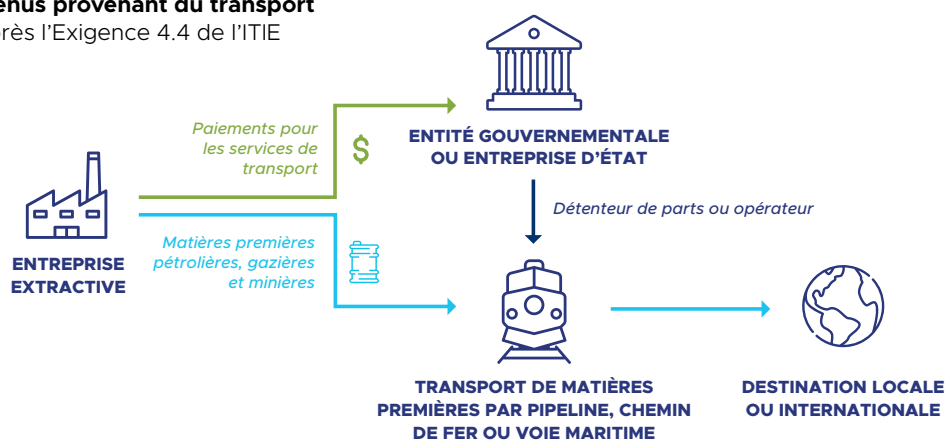 enus provenant du transport
rès l'Exigence 4.4 de l'ITIE
Paiements pour
les services de
transport
$
ENTITÉ GOUVERNEMENTALE
OU ENTREPRISE D'ÉTAT
Détenteur de parts ou opérateur
ENTREPRISE
EXTRACTIVE
Matières premières
pétrolières, gazières
et minières
TRANSPORT DE MATIÈRES
PREMIÈRES PAR PIPELINE, CHEMIN
DE FER OU VOIE MARITIME
DESTINATION LOCALE
OU INTERNATIONALE